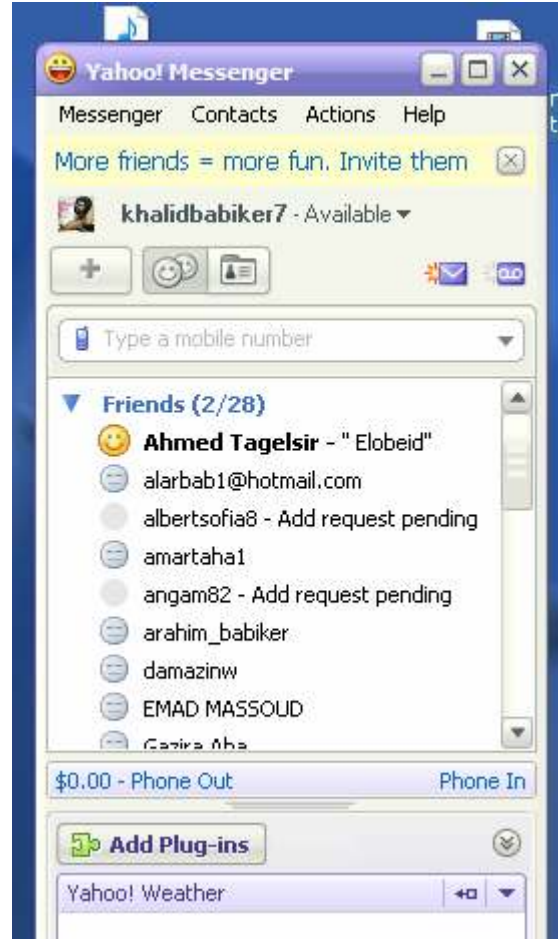 Yahoo! Messenger
Messenger Contacts Actions Help
More friends = more fun. Invite them
khalidbabiker7 - Available
Type a mobile number
Friends (2/28)
Ahmed Tagelsir - " Elobeid"
alarbab1@hotmail.com
albertsofia8 - Add request pending
amartaha1
angam82 - Add request pending
arahim_babiker
damazinw
EMAD MASSOUD
Gazira Aba
$0.00 - Phone Out Phone In
Add Plug-ins
Yahoo! Weather